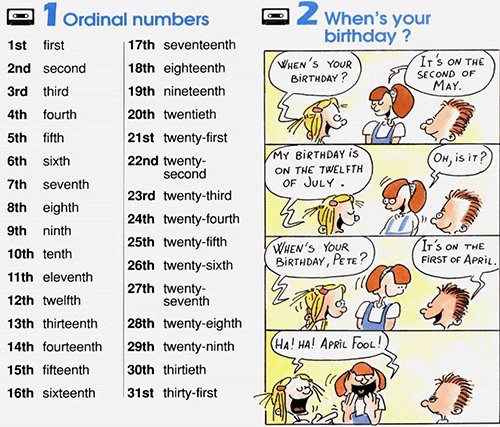 1 Ordinal numbers
1st first
2nd second
3rd third
4th fourth
5th fifth
6th sixth
7th seventh
8th eighth
9th ninth
10th tenth
11th eleventh
12th twelfth
13th thirteenth
14th fourteenth
15th fifteenth
16th sixteenth
17th seventeenth
18th eighteenth
19th nineteenth
20th twentieth
21st twenty-first
22nd twenty-
second
23rd twenty-third
24th twenty-fourth
25th twenty-fifth
26th twenty-sixth
27th twenty-
seventh
28th twenty-eighth
29th twenty-ninth
30th thirtieth
31st thirty-first
2 When's your
birthday ?
WHEN'S YOUR
BIRTHDAY ?
IT'S ON THE
SECOND OF
MAY.
MY BIRTHDAY IS
ON THE TWELFTH
OF JULY .
OH, IS IT?
WHEN'S YOUR
BIRTHDAY, PETE?
IT'S ON THE
FIRST OF APRIL.
HA! HA! APRIL FOOL!